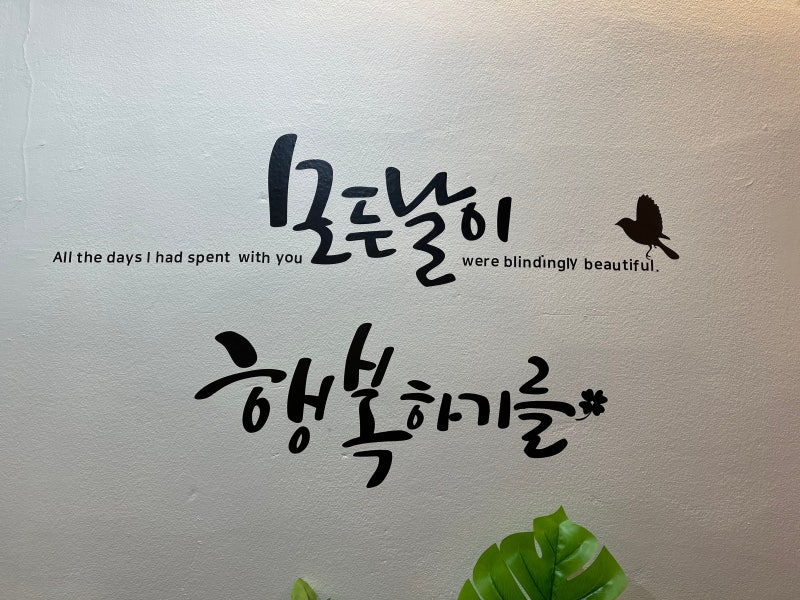 모든날이
All the days I had spent with you were blindingly beautiful.
행복하기를